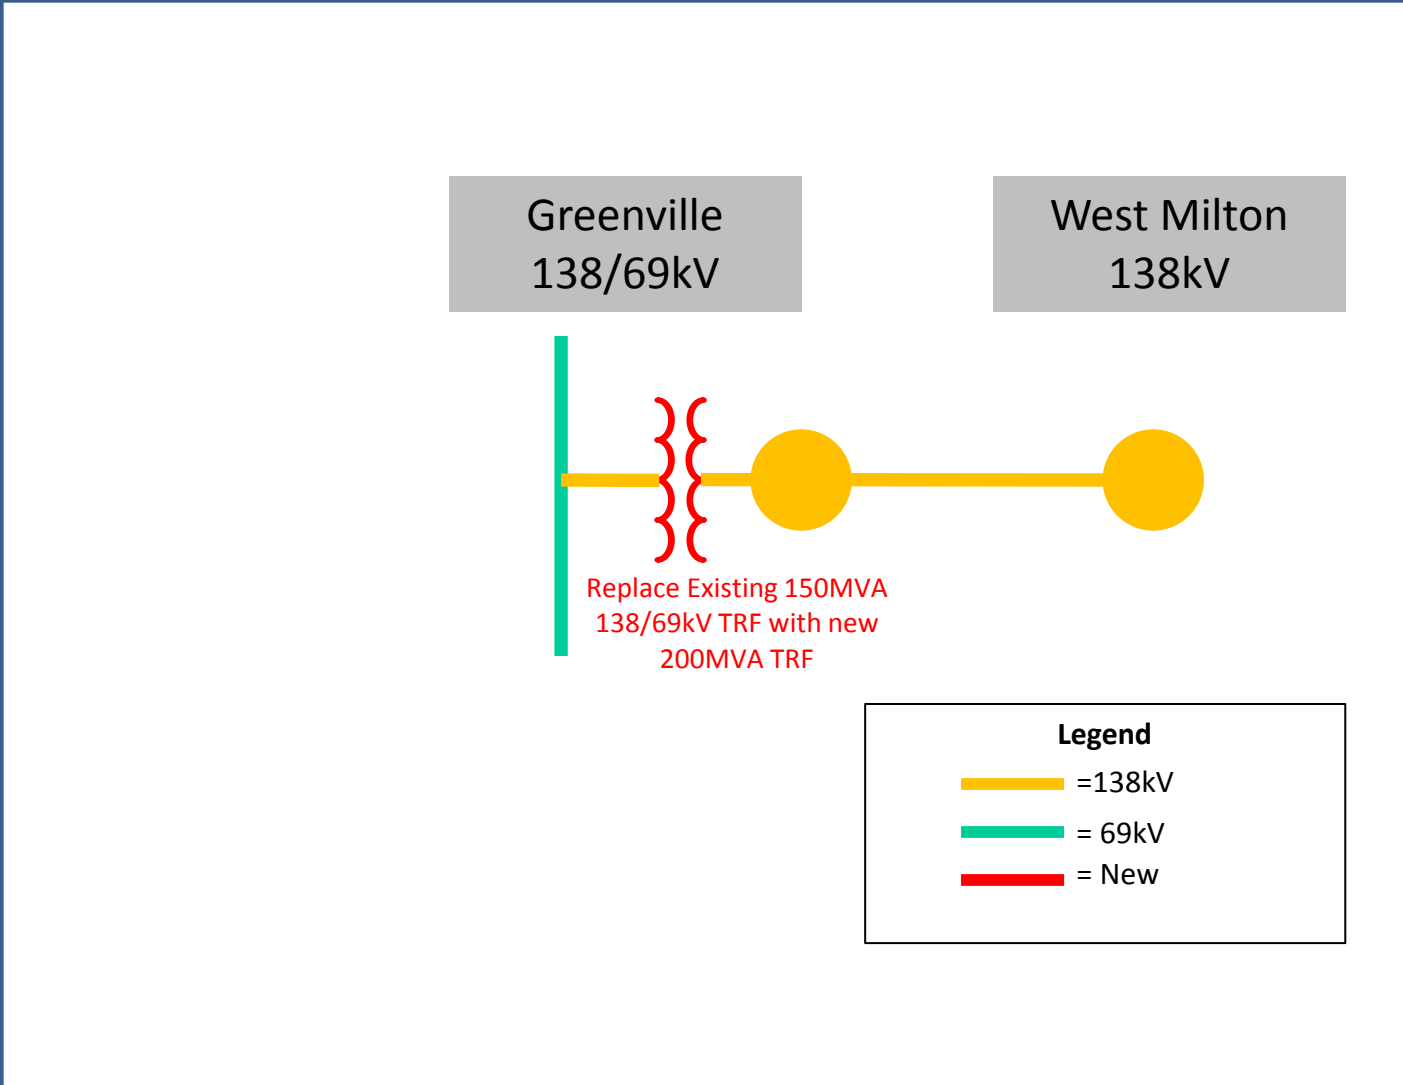 Greenville
138/69kV
West Milton
138kV
Replace Existing 150MVA
138/69kV TRF with new
200MVA TRF
Legend
=138kV
= 69kV
= New